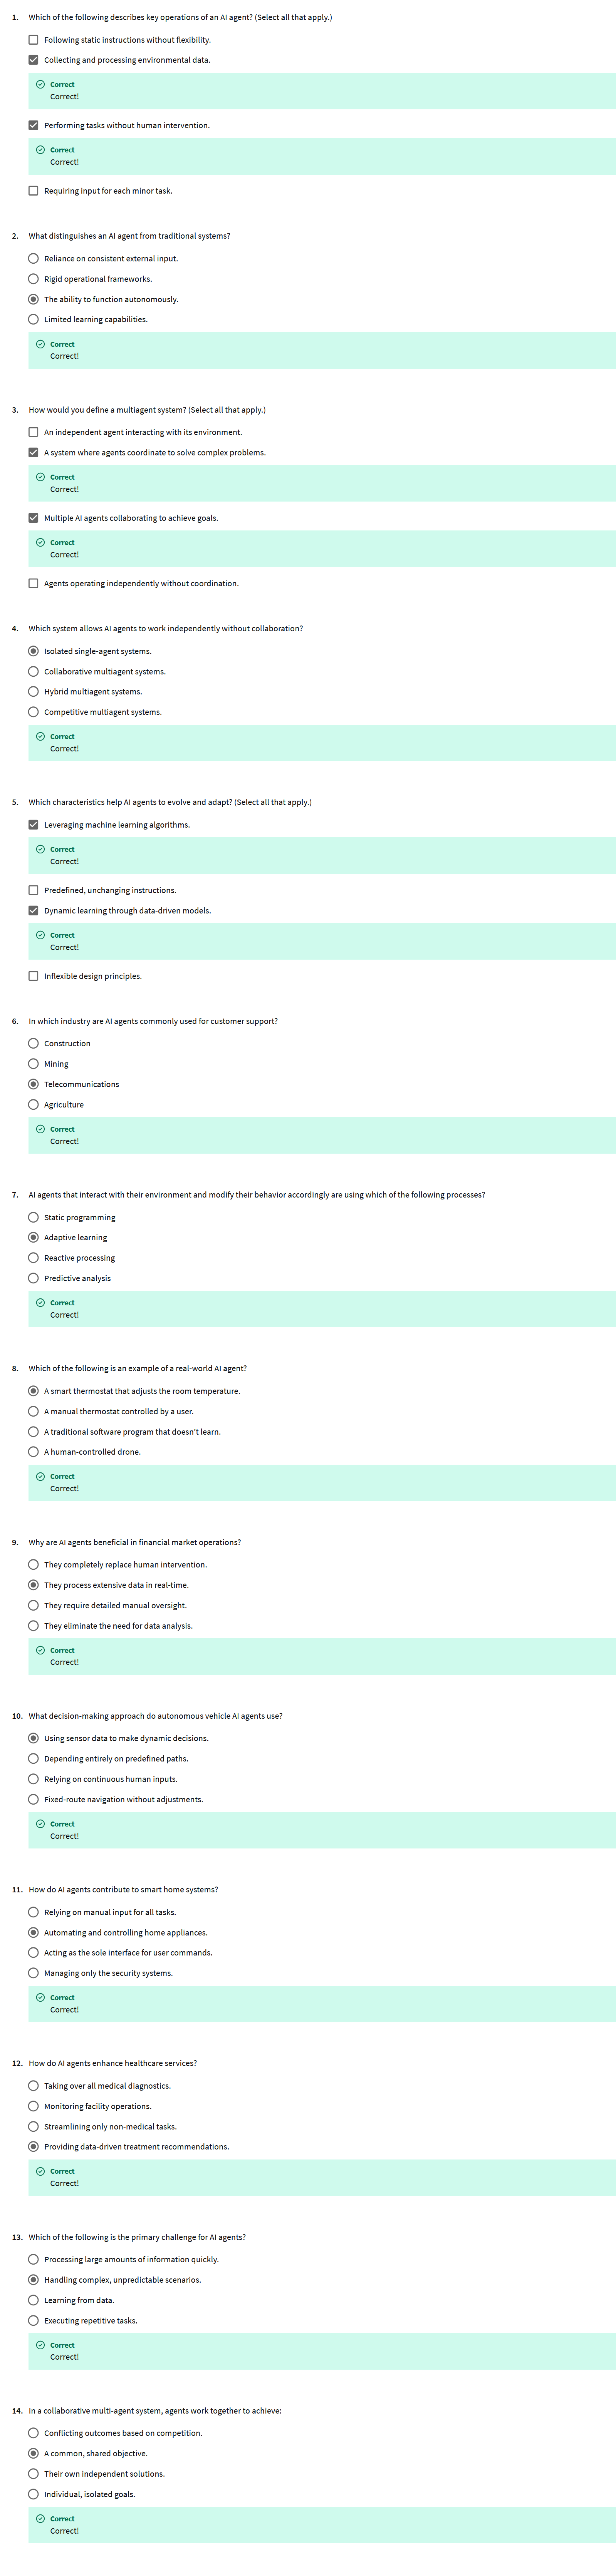 1. Which of the following describes key operations of an AI agent? (Select all that apply.)
Following static instructions without flexibility.
Collecting and processing environmental data.
Correct
Correct!
Performing tasks without human intervention.
Correct
Correct!
Requiring input for each minor task.
2. What distinguishes an AI agent from traditional systems?
Reliance on consistent external input.
Rigid operational frameworks.
The ability to function autonomously.
Limited learning capabilities.
Correct
Correct!
3. How would you define a multiagent system? (Select all that apply.)
An independent agent interacting with its environment.
A system where agents coordinate to solve complex problems.
Correct
Correct!
Multiple AI agents collaborating to achieve goals.
Correct
Correct!
Agents operating independently without coordination.
4. Which system allows AI agents to work independently without collaboration?
Isolated single-agent systems.
Collaborative multiagent systems.
Hybrid multiagent systems.
Competitive multiagent systems.
Correct
Correct!
5. Which characteristics help AI agents to evolve and adapt? (Select all that apply.)
Leveraging machine learning algorithms.
Correct
Correct!
Predefined, unchanging instructions.
Dynamic learning through data-driven models.
Correct
Correct!
Inflexible design principles.
6. In which industry are AI agents commonly used for customer support?
Construction
Mining
Telecommunications
Agriculture
Correct
Correct!
7. AI agents that interact with their environment and modify their behavior accordingly are using which of the following processes?
Static programming
Adaptive learning
Reactive processing
Predictive analysis
Correct
Correct!
8. Which of the following is an example of a real-world AI agent?
A smart thermostat that adjusts the room temperature.
A manual thermostat controlled by a user.
A traditional software program that doesn't learn.
A human-controlled drone.
Correct
Correct!
9. Why are AI agents beneficial in financial market operations?
They completely replace human intervention.
They process extensive data in real-time.
They require detailed manual oversight.
They eliminate the need for data analysis.
Correct
Correct!
10. What decision-making approach do autonomous vehicle AI agents use?
Using sensor data to make dynamic decisions.
Depending entirely on predefined paths.
Relying on continuous human inputs.
Fixed-route navigation without adjustments.
Correct
Correct!
11. How do AI agents contribute to smart home systems?
Relying on manual input for all tasks.
Automating and controlling home appliances.
Acting as the sole interface for user commands.
Managing only the security systems.
Correct
Correct!
12. How do AI agents enhance healthcare services?
Taking over all medical diagnostics.
Monitoring facility operations.
Streamlining only non-medical tasks.
Providing data-driven treatment recommendations.
Correct
Correct!
13. Which of the following is the primary challenge for AI agents?
Processing large amounts of information quickly.
Handling complex, unpredictable scenarios.
Learning from data.
Executing repetitive tasks.
Correct
Correct!
14. In a collaborative multi-agent system, agents work together to achieve:
Conflicting outcomes based on competition.
A common, shared objective.
Their own independent solutions.
Individual, isolated goals.
Correct
Correct!